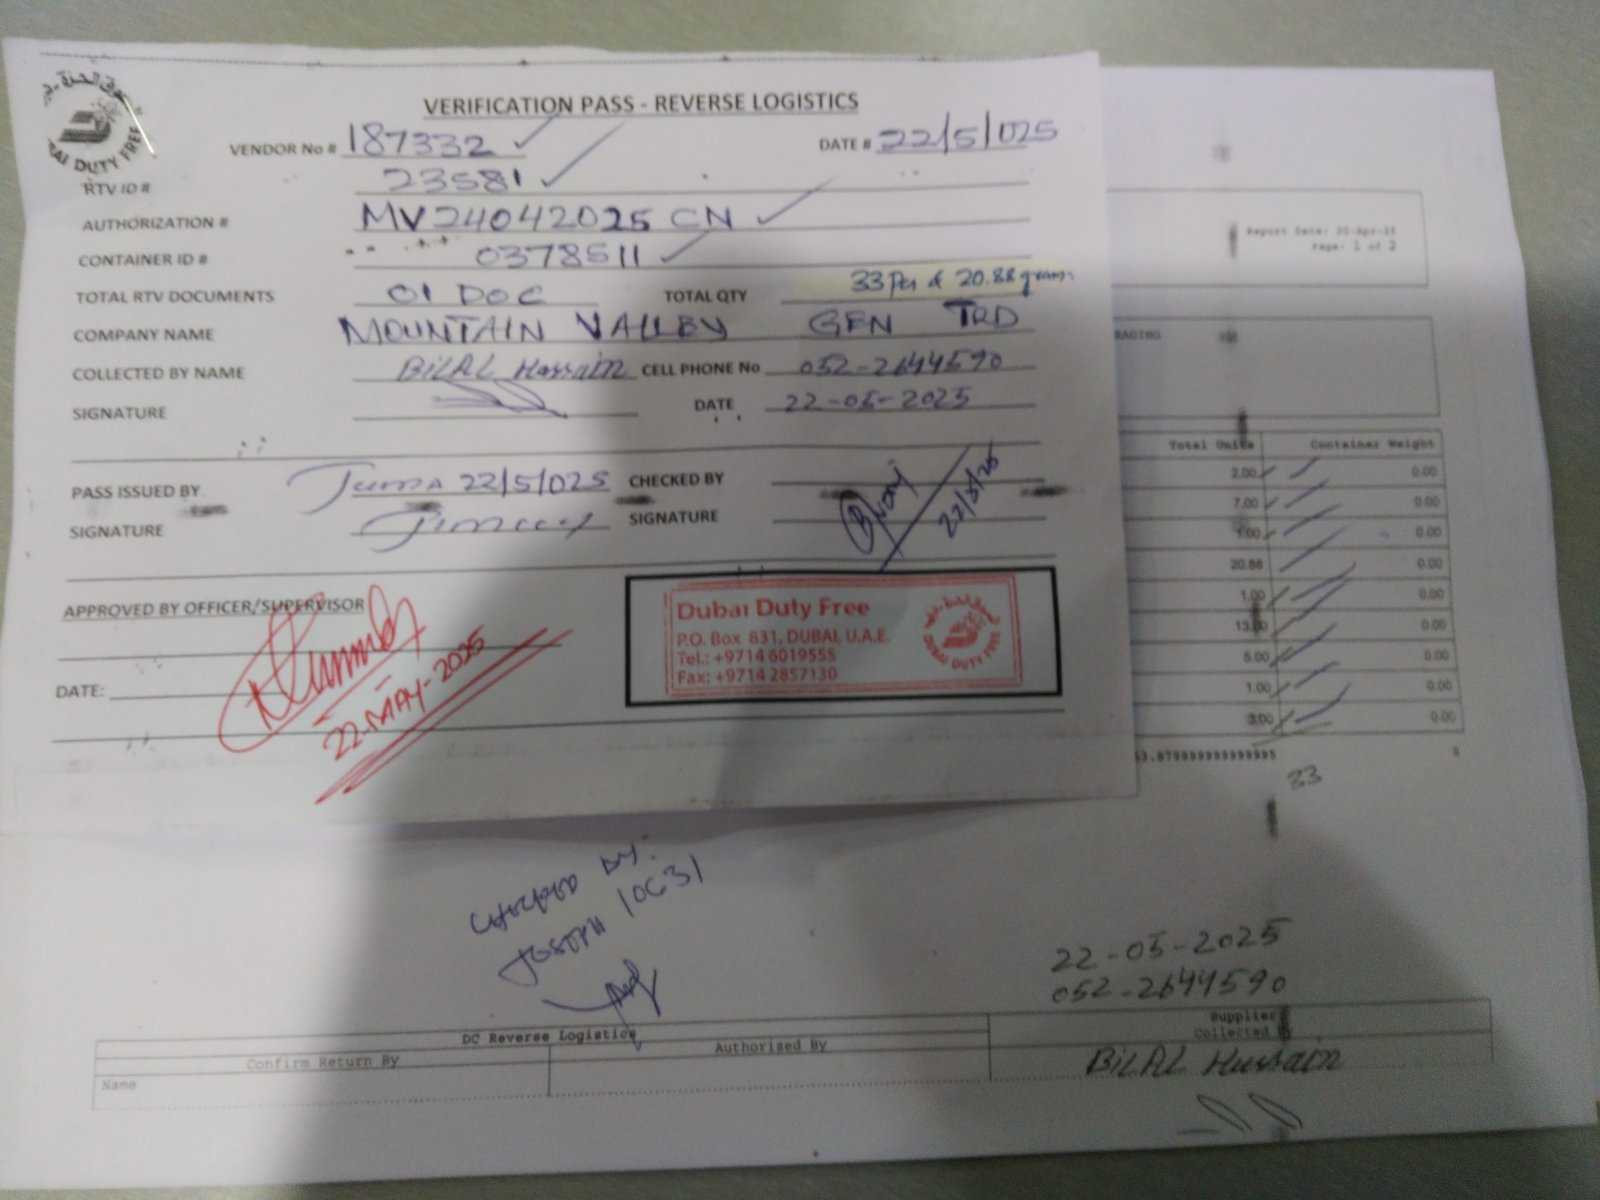 DUBAI DUTY FREE
VERIFICATION PASS - REVERSE LOGISTICS
VENDOR No # 187332 DATE # 22/5/025
RTV ID # 23581
AUTHORIZATION # MV24042025 CN
CONTAINER ID # 0378511
TOTAL RTV DOCUMENTS 01 DOC TOTAL QTY 33 Pcs & 20.88 gram.
COMPANY NAME MOUNTAIN VALLEY GEN TRD
COLLECTED BY NAME BiLAL Hussain CELL PHONE No 052-2644590
SIGNATURE DATE 22-05-2025
PASS ISSUED BY Juma 22/5/025 CHECKED BY
SIGNATURE SIGNATURE 22/5/25
APPROVED BY OFFICER/SUPERVISOR
DATE: 22-MAY-2025
Dubai Duty Free
P.O. Box 831, DUBAI, U.A.E.
Tel.: +9714 6019555
Fax: +9714 2857130
DUBAI DUTY FREE
Report Date: 30-Apr-25
Page: 1 of 2
Total Units Container Weight
2.00 0.00
7.00 0.00
1.00 0.00
20.88 0.00
1.00 0.00
13.00 0.00
5.00 0.00
1.00 0.00
3.00 0.00
53.879999999999995
33
CHECKED BY.
JOSEPH 10631
22-05-2025
052-2644590
DC Reverse Logistics Supplier
Confirm Return By Authorised By Collected By
Name BiLAL Hussain